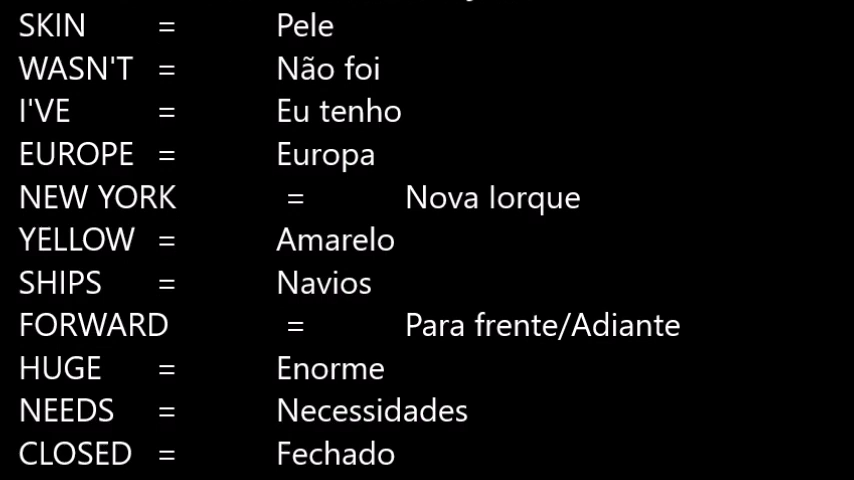 SKIN = Pele
WASN'T = Não foi
I'VE = Eu tenho
EUROPE = Europa
NEW YORK = Nova Iorque
YELLOW = Amarelo
SHIPS = Navios
FORWARD = Para frente/Adiante
HUGE = Enorme
NEEDS = Necessidades
CLOSED = Fechado